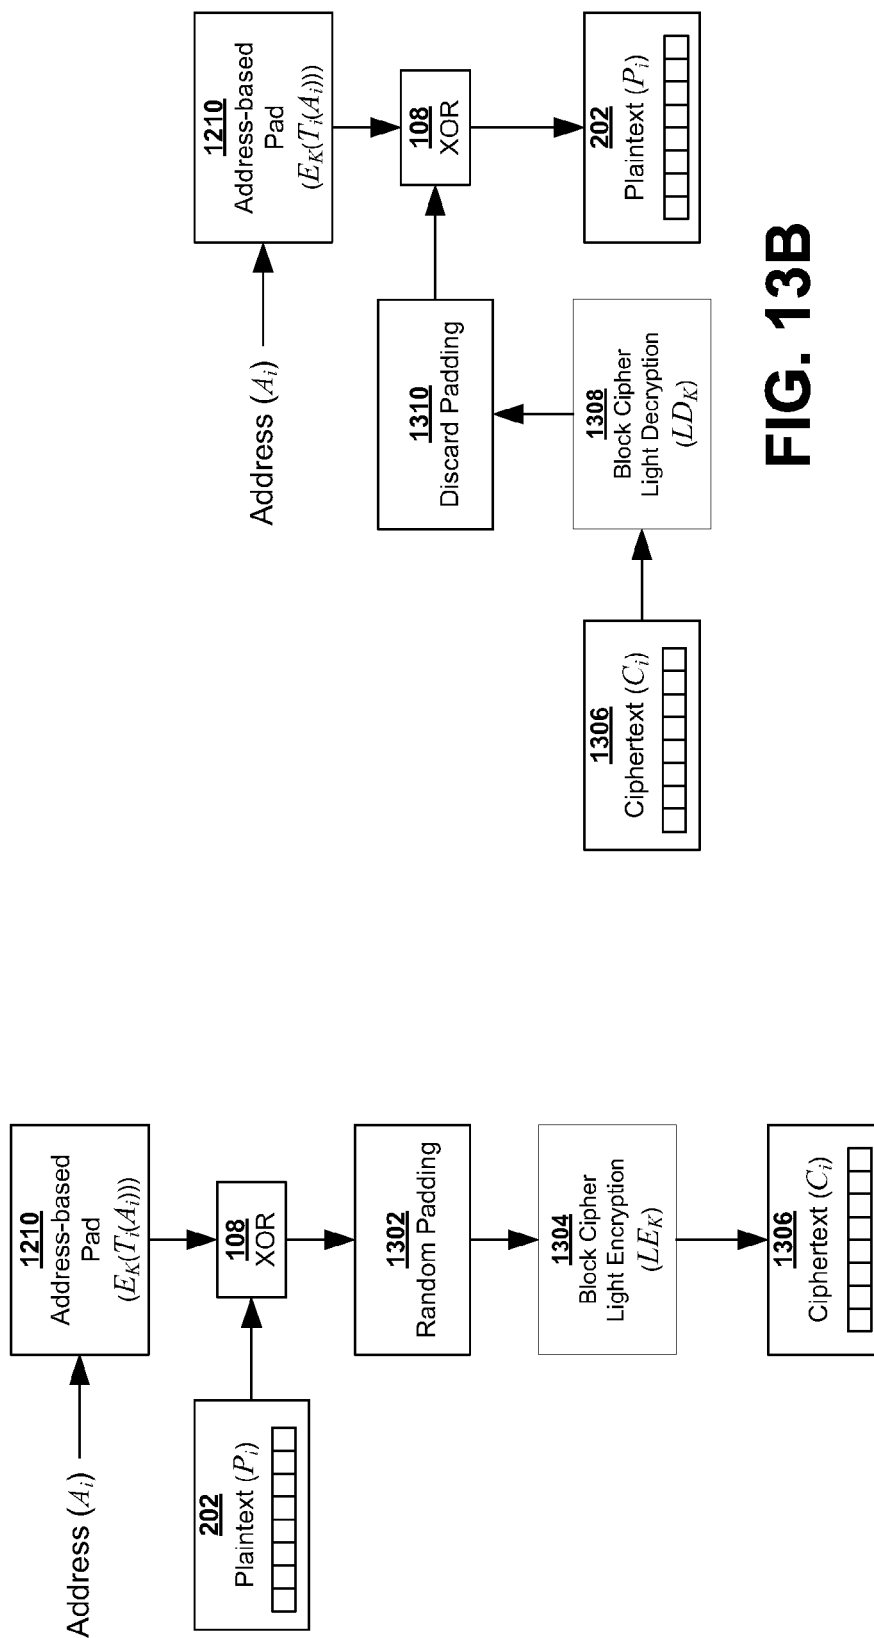 Address (A_i)
1210
Address-based
Pad
(E_K(T_i(A_i)))
202
Plaintext (P_i)
108
XOR
1302
Random Padding
1304
Block Cipher
Light Encryption
(LE_K)
1306
Ciphertext (C_i)
Address (A_i)
1210
Address-based
Pad
(E_K(T_i(A_i)))
1306
Ciphertext (C_i)
1308
Block Cipher
Light Decryption
(LD_K)
1310
Discard Padding
108
XOR
202
Plaintext (P_i)
FIG. 13B